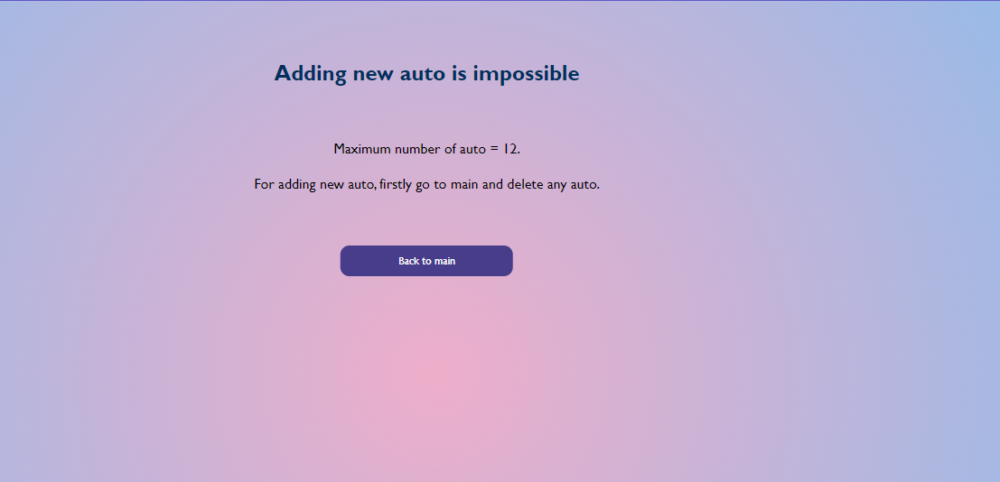 Adding new auto is impossible
Maximum number of auto = 12.
For adding new auto, firstly go to main and delete any auto.
Back to main